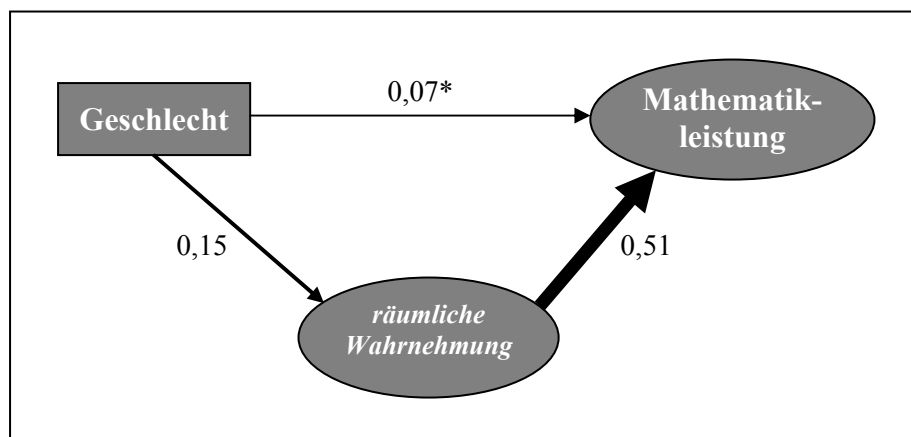 0,07*
Geschlecht
Mathematik-
leistung
0,15
0,51
räumliche
Wahrnehmung